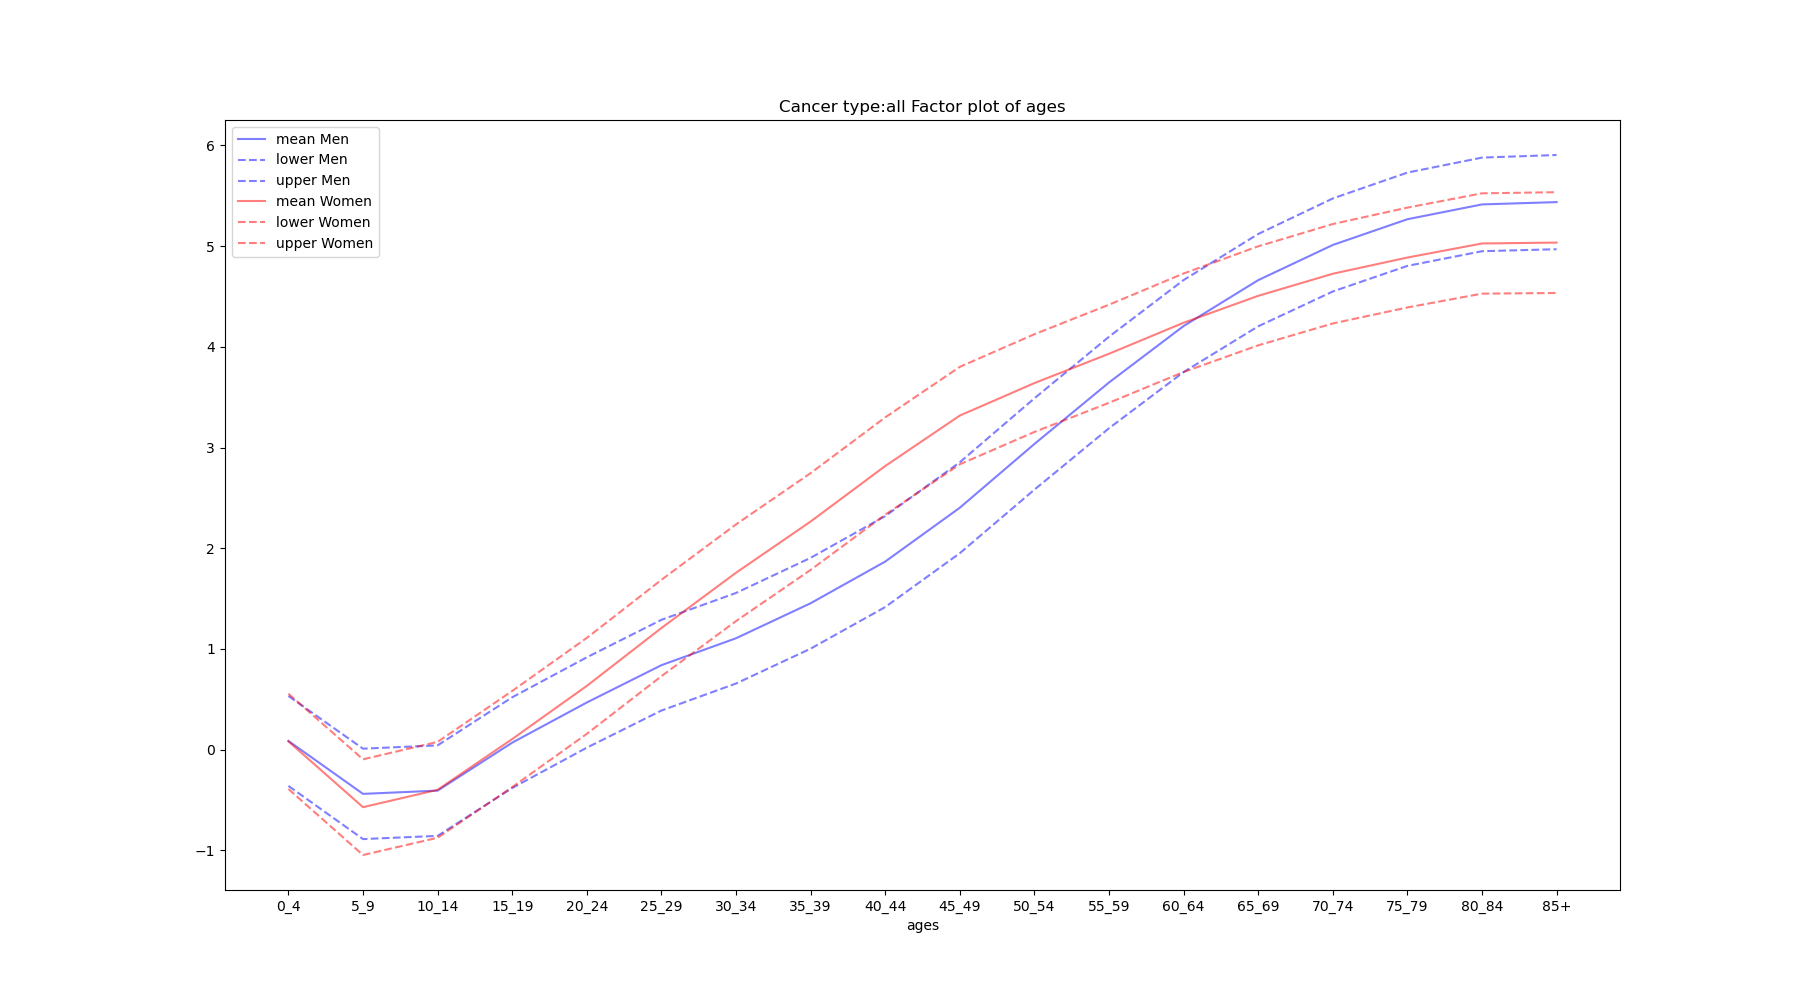 Cancer type:all Factor plot of ages
mean Men
lower Men
upper Men
mean Women
lower Women
upper Women
6
5
4
3
2
1
0
−1
0_4 5_9 10_14 15_19 20_24 25_29 30_34 35_39 40_44 45_49 50_54 55_59 60_64 65_69 70_74 75_79 80_84 85+
ages